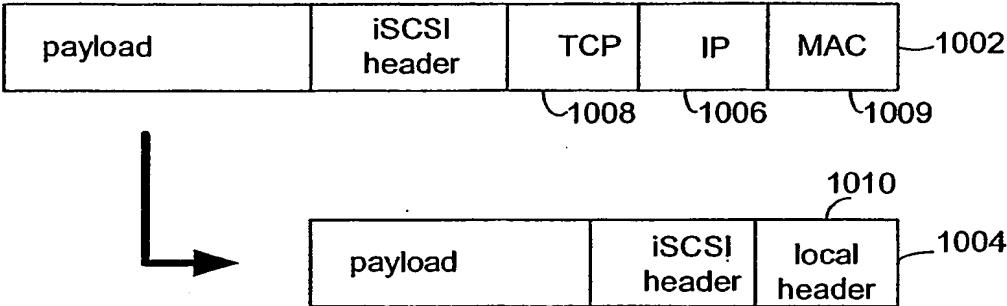 payload iSCSI header TCP IP MAC 1002
1008 1006 1009
1010
payload iSCSI header local header 1004